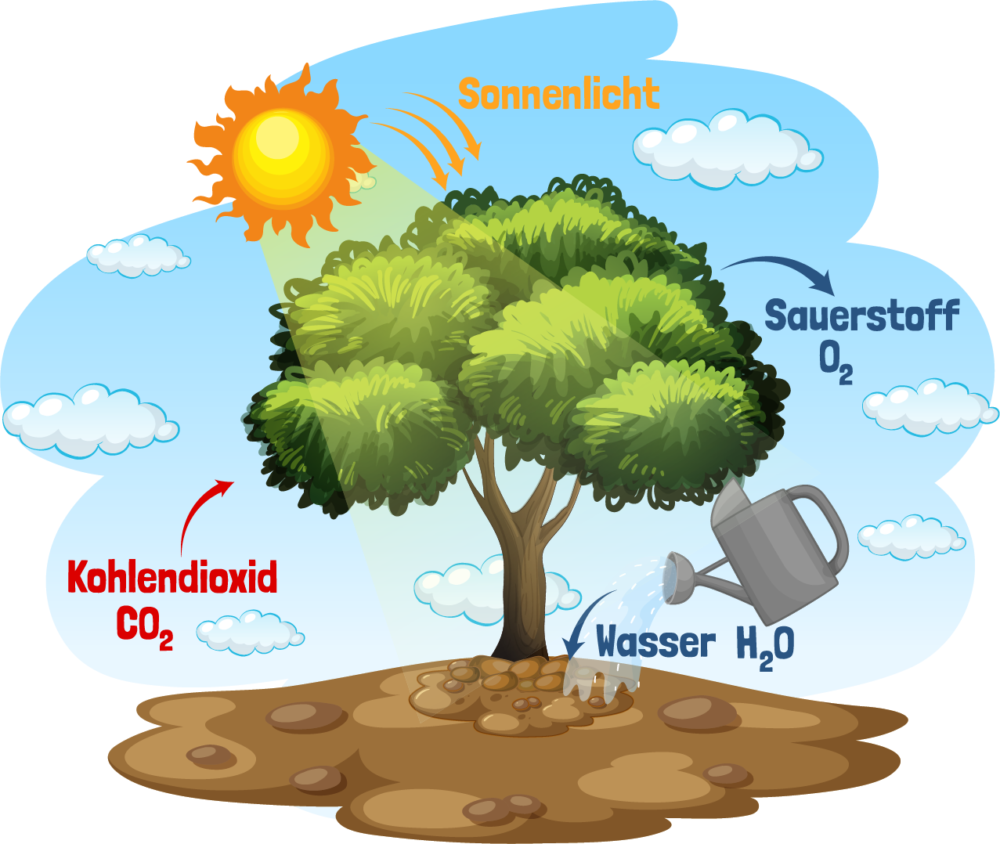 Sonnenlicht
Sauerstoff
O₂
Kohlendioxid
CO₂
Wasser H₂O